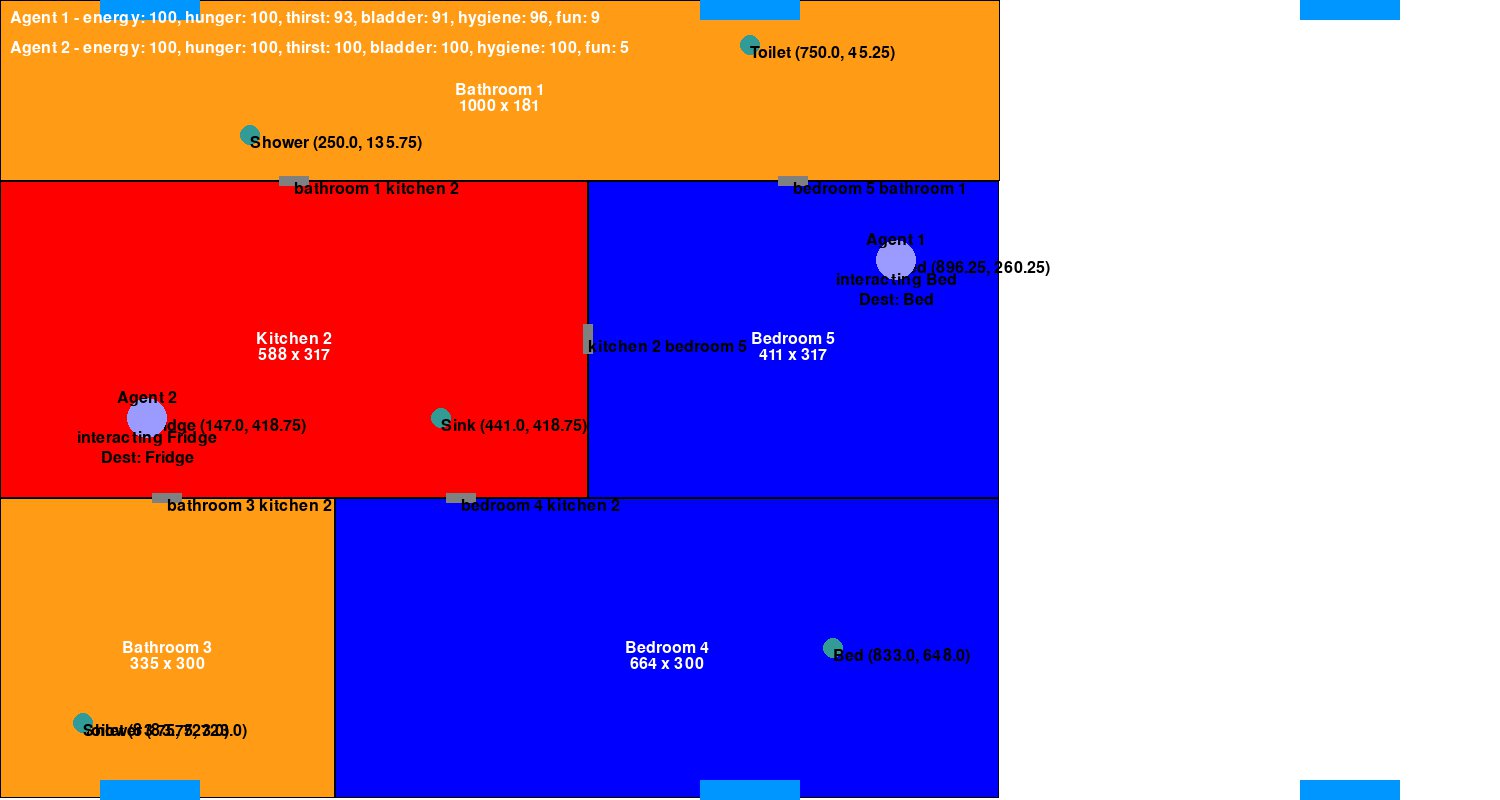 Agent 1 - energy: 100, hunger: 100, thirst: 93, bladder: 91, hygiene: 96, fun: 9
Agent 2 - energy: 100, hunger: 100, thirst: 100, bladder: 100, hygiene: 100, fun: 5
Toilet (750.0, 45.25)
Bathroom 1
1000 x 181
Shower (250.0, 135.75)
bathroom 1 kitchen 2
bedroom 5 bathroom 1
Agent 1
(896.25, 260.25)
interacting Bed
Dest: Bed
Kitchen 2
588 x 317
kitchen 2 bedroom 5
Bedroom 5
411 x 317
Agent 2
(147.0, 418.75)
interacting Fridge
Dest: Fridge
Sink (441.0, 418.75)
bathroom 3 kitchen 2
bedroom 4 kitchen 2
Bathroom 3
335 x 300
Bedroom 4
664 x 300
Bed (833.0, 648.0)